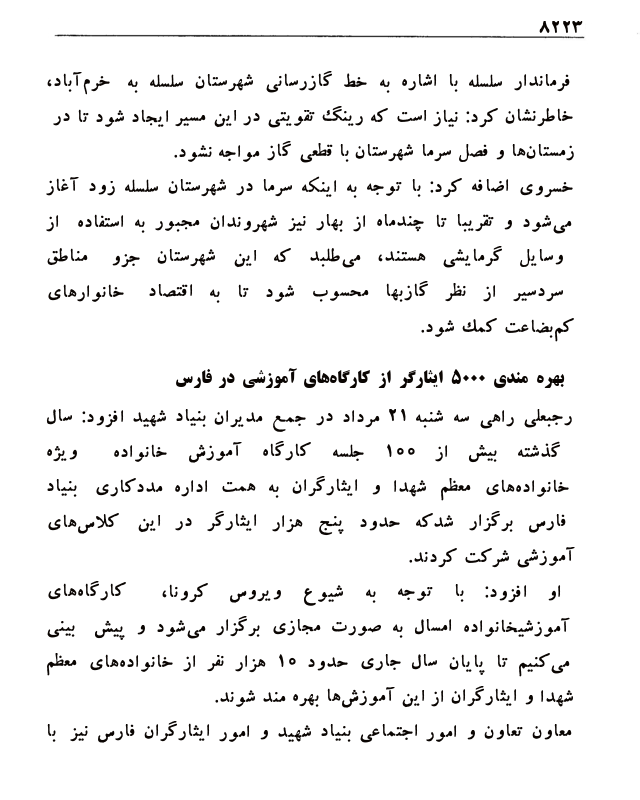 ۸۲۲۳
فرماندار سلسله با اشاره به خط گازرسانی شهرستان سلسله به خرم‌آباد،
خاطرنشان کرد: نیاز است که رینگ تقویتی در این مسیر ایجاد شود تا در
زمستان‌ها و فصل سرما شهرستان با قطعی گاز مواجه نشود.
خسروی اضافه کرد: با توجه به اینکه سرما در شهرستان سلسله زود آغاز
می‌شود و تقریبا تا چندماه از بهار نیز شهروندان مجبور به استفاده از
وسایل گرمایشی هستند، می‌طلبد که این شهرستان جزو مناطق
سردسیر از نظر گازبها محسوب شود تا به اقتصاد خانوارهای
کم‌بضاعت کمک شود.
بهره مندی ۵۰۰۰ ایثارگر از کارگاه‌های آموزشی در فارس
رجبعلی راهی سه شنبه ۲۱ مرداد در جمع مدیران بنیاد شهید افزود: سال
گذشته بیش از ۱۰۰ جلسه کارگاه آموزش خانواده ویژه
خانواده‌های معظم شهدا و ایثارگران به همت اداره مددکاری بنیاد
فارس برگزار شدکه حدود پنج هزار ایثارگر در این کلاس‌های
آموزشی شرکت کردند.
او افزود: با توجه به شیوع ویروس کرونا، کارگاه‌های
آموزشیخانواده امسال به صورت مجازی برگزار می‌شود و پیش بینی
می‌کنیم تا پایان سال جاری حدود ۱۰ هزار نفر از خانواده‌های معظم
شهدا و ایثارگران از این آموزش‌ها بهره مند شوند.
معاون تعاون و امور اجتماعی بنیاد شهید و امور ایثارگران فارس نیز با